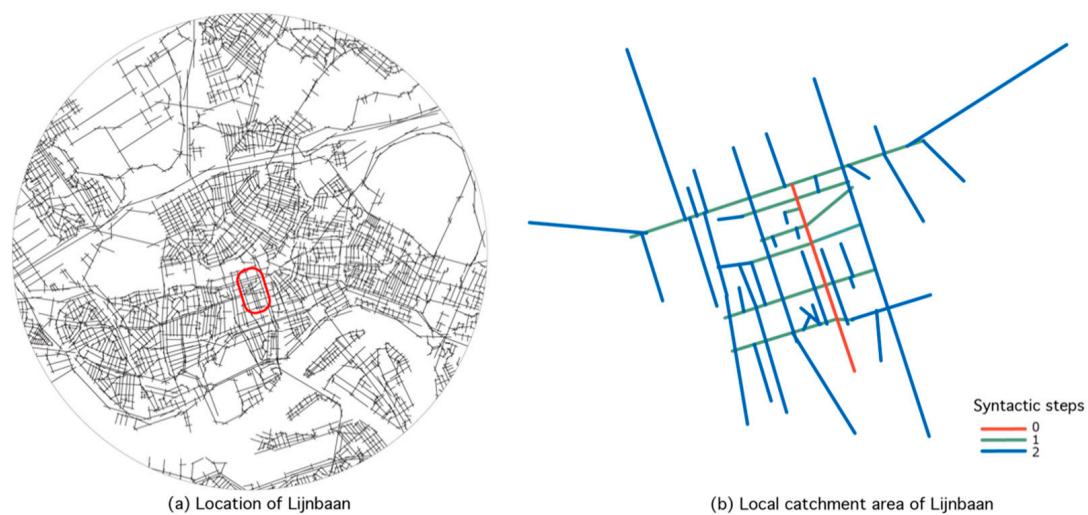 Syntactic steps
0
1
2
(a) Location of Lijnbaan
(b) Local catchment area of Lijnbaan